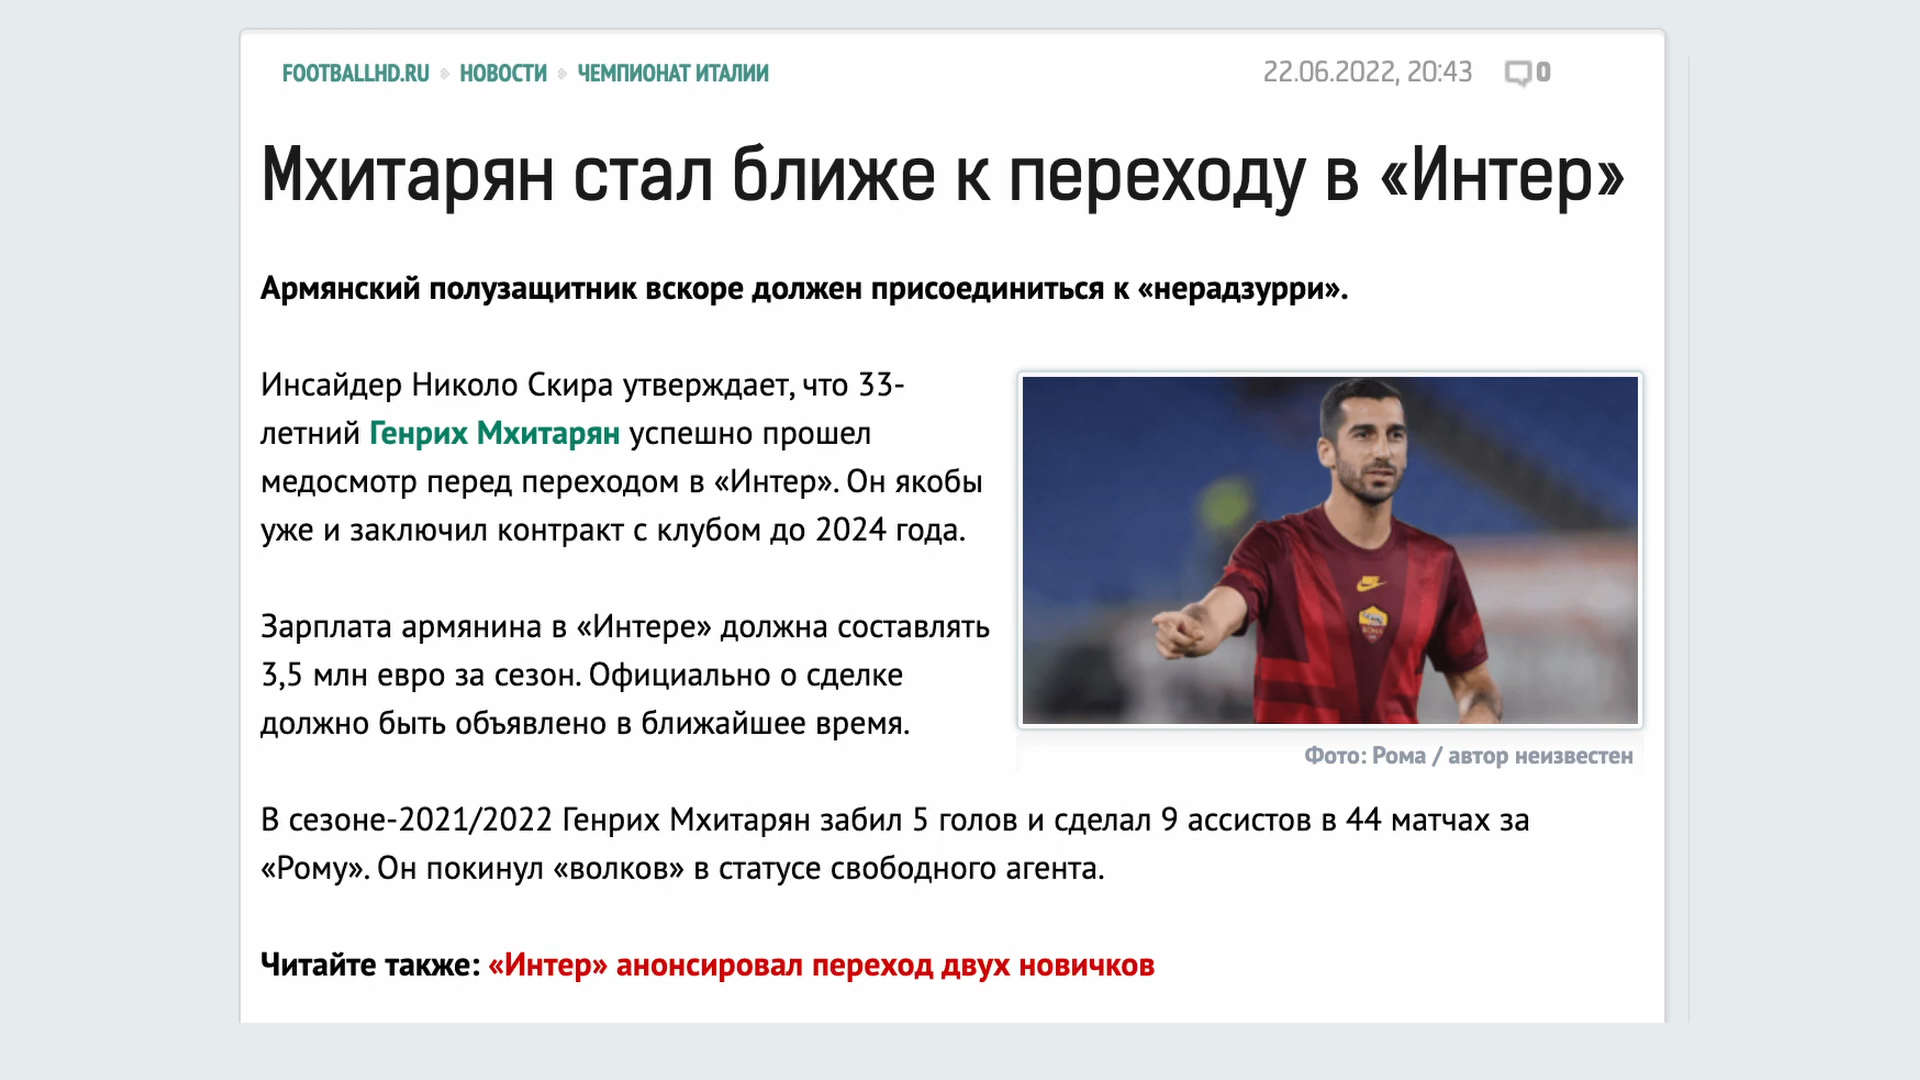 FOOTBALLHD.RU НОВОСТИ ЧЕМПИОНАТ ИТАЛИИ
22.06.2022, 20:43 0
Мхитарян стал ближе к переходу в «Интер»
Армянский полузащитник вскоре должен присоединиться к «нерадзурри».
Инсайдер Николо Скира утверждает, что 33-
летний Генрих Мхитарян успешно прошел
медосмотр перед переходом в «Интер». Он якобы
уже и заключил контракт с клубом до 2024 года.
Зарплата армянина в «Интере» должна составлять
3,5 млн евро за сезон. Официально о сделке
должно быть объявлено в ближайшее время.
ROMA
Фото: Рома / автор неизвестен
В сезоне-2021/2022 Генрих Мхитарян забил 5 голов и сделал 9 ассистов в 44 матчах за
«Рому». Он покинул «волков» в статусе свободного агента.
Читайте также: «Интер» анонсировал переход двух новичков